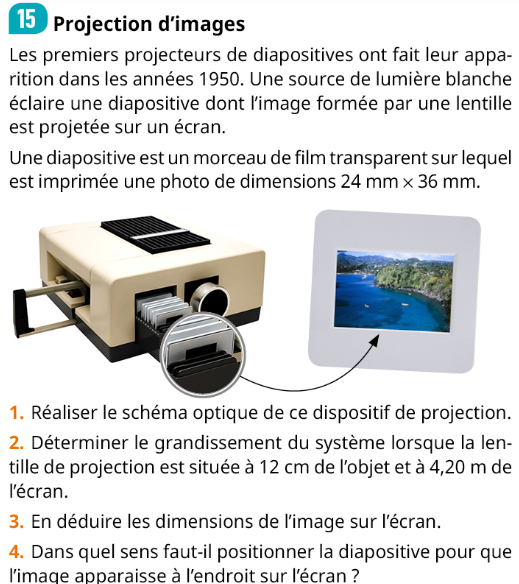 15 Projection d'images
Les premiers projecteurs de diapositives ont fait leur appa-
rition dans les années 1950. Une source de lumière blanche
éclaire une diapositive dont l'image formée par une lentille
est projetée sur un écran.
Une diapositive est un morceau de film transparent sur lequel
est imprimée une photo de dimensions 24 mm × 36 mm.
1. Réaliser le schéma optique de ce dispositif de projection.
2. Déterminer le grandissement du système lorsque la len-
tille de projection est située à 12 cm de l'objet et à 4,20 m de
l'écran.
3. En déduire les dimensions de l'image sur l'écran.
4. Dans quel sens faut-il positionner la diapositive pour que
l'image apparaisse à l'endroit sur l'écran ?